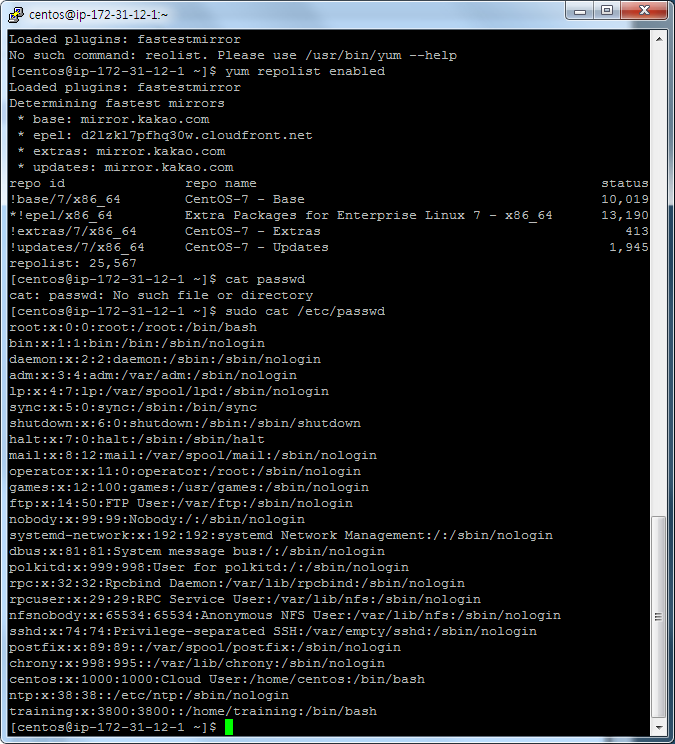 centos@ip-172-31-12-1:~
Loaded plugins: fastestmirror
No such command: reolist. Please use /usr/bin/yum --help
[centos@ip-172-31-12-1 ~]$ yum repolist enabled
Loaded plugins: fastestmirror
Determining fastest mirrors
 * base: mirror.kakao.com
 * epel: d2lzkl7pfhq30w.cloudfront.net
 * extras: mirror.kakao.com
 * updates: mirror.kakao.com
repo id                repo name                                           status
!base/7/x86_64        CentOS-7 - Base                                     10,019
*!epel/x86_64         Extra Packages for Enterprise Linux 7 - x86_64      13,190
!extras/7/x86_64      CentOS-7 - Extras                                      413
!updates/7/x86_64     CentOS-7 - Updates                                   1,945
repolist: 25,567
[centos@ip-172-31-12-1 ~]$ cat passwd
cat: passwd: No such file or directory
[centos@ip-172-31-12-1 ~]$ sudo cat /etc/passwd
root:x:0:0:root:/root:/bin/bash
bin:x:1:1:bin:/bin:/sbin/nologin
daemon:x:2:2:daemon:/sbin:/sbin/nologin
adm:x:3:4:adm:/var/adm:/sbin/nologin
lp:x:4:7:lp:/var/spool/lpd:/sbin/nologin
sync:x:5:0:sync:/sbin:/bin/sync
shutdown:x:6:0:shutdown:/sbin:/sbin/shutdown
halt:x:7:0:halt:/sbin:/sbin/halt
mail:x:8:12:mail:/var/spool/mail:/sbin/nologin
operator:x:11:0:operator:/root:/sbin/nologin
games:x:12:100:games:/usr/games:/sbin/nologin
ftp:x:14:50:FTP User:/var/ftp:/sbin/nologin
nobody:x:99:99:Nobody:/:/sbin/nologin
systemd-network:x:192:192:systemd Network Management:/:/sbin/nologin
dbus:x:81:81:System message bus:/:/sbin/nologin
polkitd:x:999:998:User for polkitd:/:/sbin/nologin
rpc:x:32:32:Rpcbind Daemon:/var/lib/rpcbind:/sbin/nologin
rpcuser:x:29:29:RPC Service User:/var/lib/nfs:/sbin/nologin
nfsnobody:x:65534:65534:Anonymous NFS User:/var/lib/nfs:/sbin/nologin
sshd:x:74:74:Privilege-separated SSH:/var/empty/sshd:/sbin/nologin
postfix:x:89:89::/var/spool/postfix:/sbin/nologin
chrony:x:998:995::/var/lib/chrony:/sbin/nologin
centos:x:1000:1000:Cloud User:/home/centos:/bin/bash
ntp:x:38:38::/etc/ntp:/sbin/nologin
training:x:3800:3800::/home/training:/bin/bash
[centos@ip-172-31-12-1 ~]$